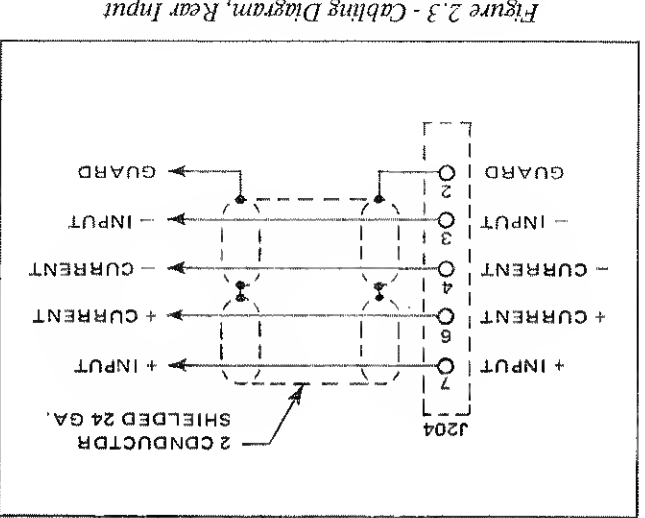 2 CONDUCTOR
SHIELDED 24 GA.
J204
+ INPUT 7 + INPUT
+ CURRENT 6 + CURRENT
- CURRENT 4 - CURRENT
- INPUT 3 - INPUT
GUARD 2 GUARD
Figure 2.3 - Cabling Diagram, Rear Input